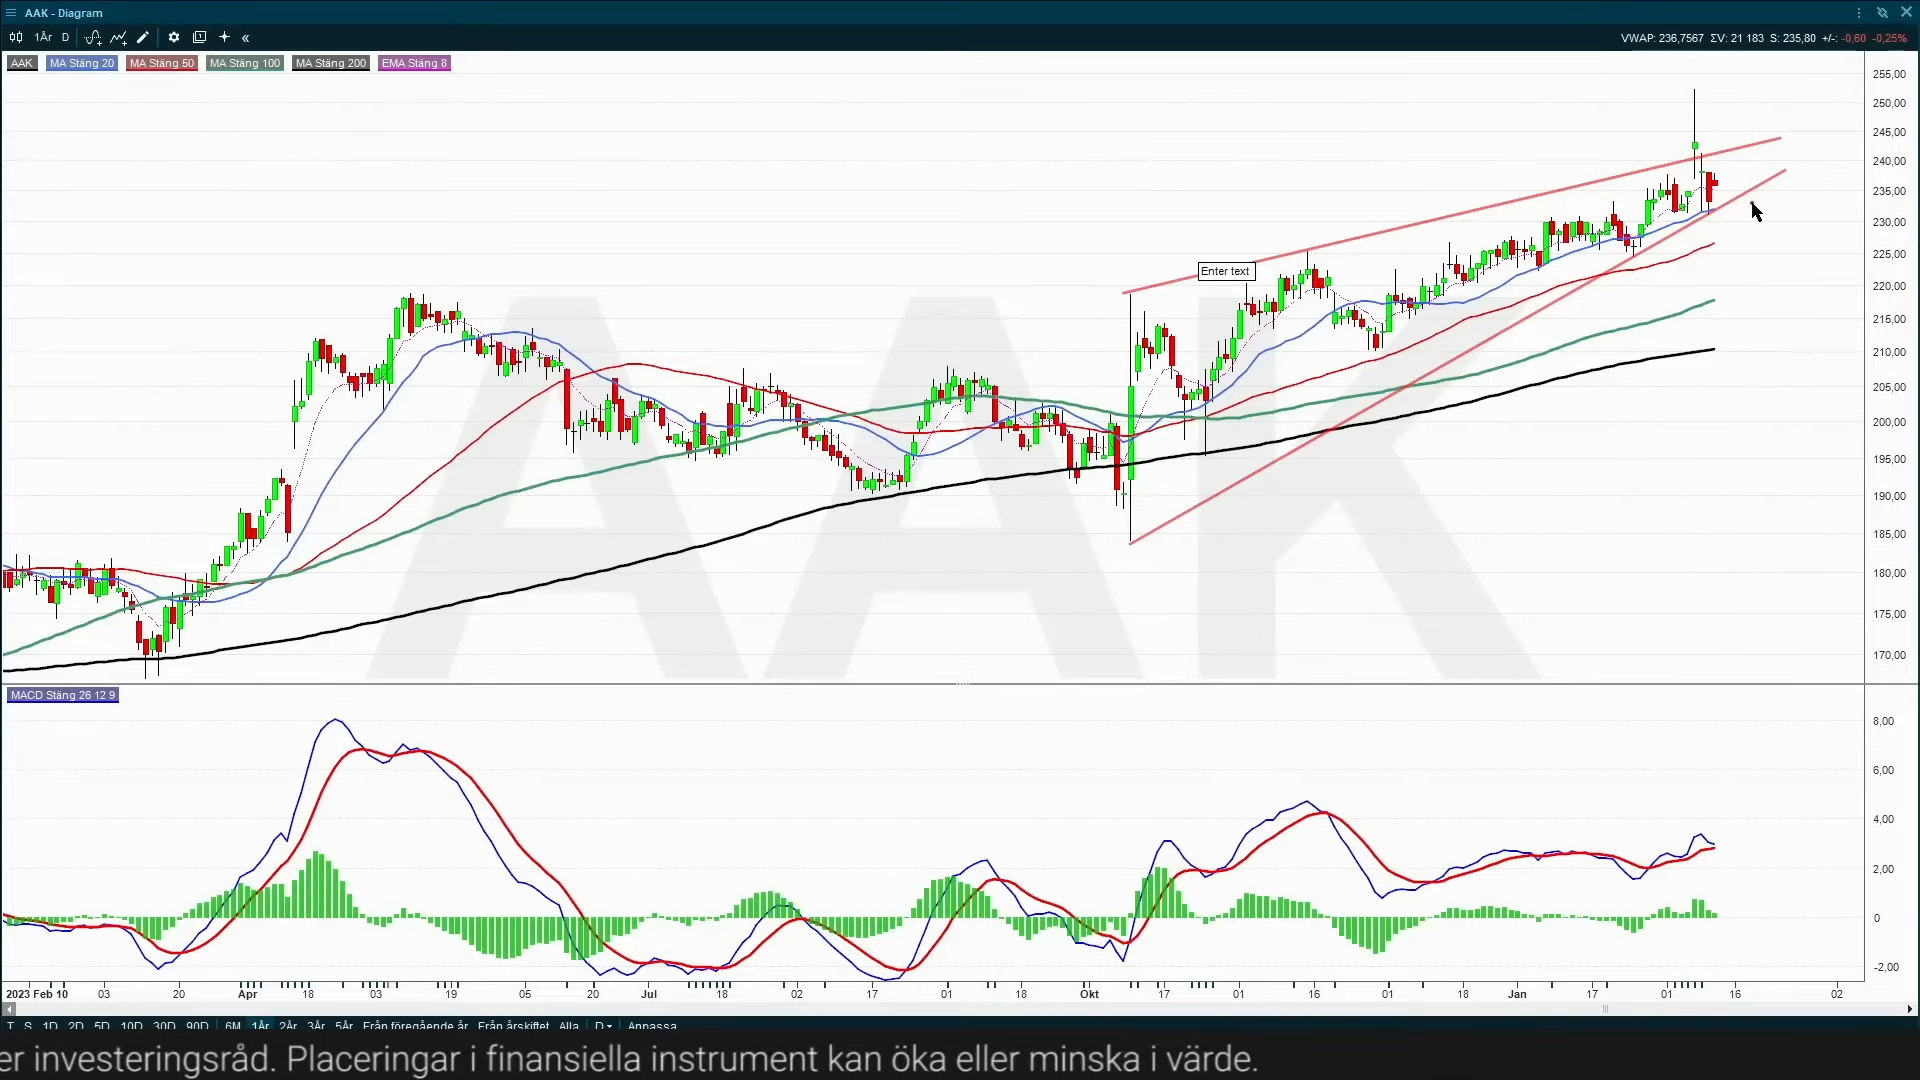 AAK - Diagram
1År D
VWAP: 236,7567 ΣV: 21 183 S: 235,80 +/-: -0,60 -0,25%
AAK MA Stäng 20 MA Stäng 50 MA Stäng 100 MA Stäng 200 EMA Stäng 8
255,00
250,00
245,00
240,00
235,00
230,00
225,00
Enter text
220,00
215,00
210,00
205,00
200,00
195,00
190,00
185,00
180,00
175,00
170,00
AAK
MACD Stäng 26 12 9
8,00
6,00
4,00
2,00
0
-2,00
2023 Feb 10 03 20 Apr 18 03 19 05 20 Jul 18 02 17 01 18 Okt 17 01 16 01 18 Jan 17 01 16 02
T S 1D 2D 5D 10D 30D 90D 6M 1År 2År 3År 5År Från föregående år Från årsskiftet Alla D Anpassa
er investeringsråd. Placeringar i finansiella instrument kan öka eller minska i värde.